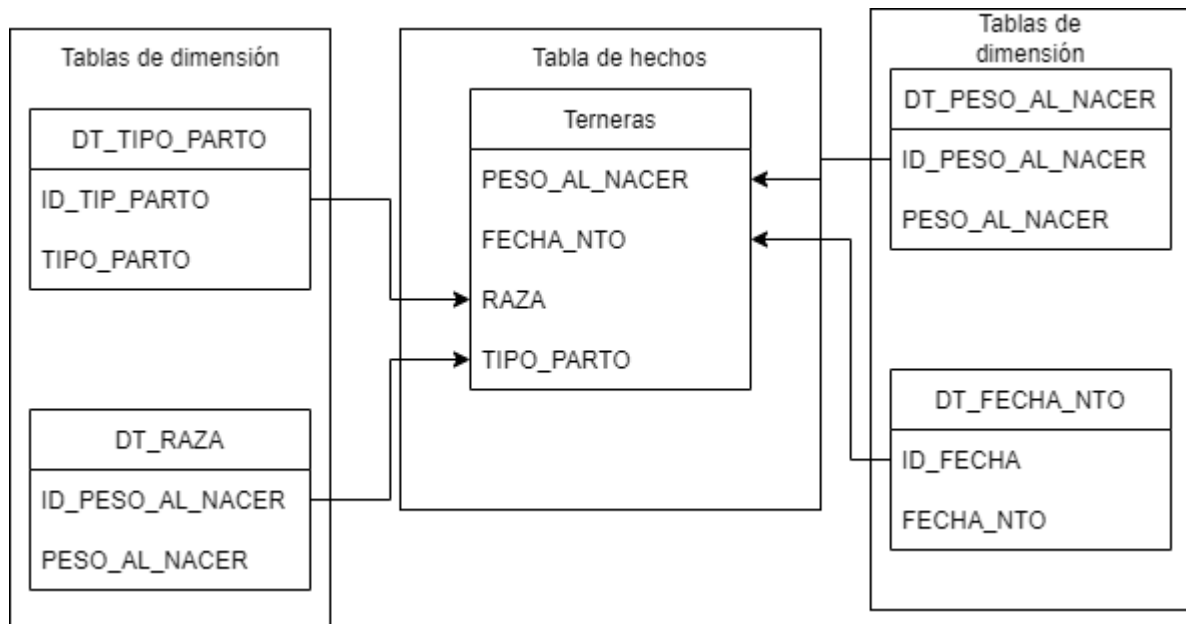 Tablas de dimensión
DT_TIPO_PARTO
ID_TIP_PARTO
TIPO_PARTO
DT_RAZA
ID_PESO_AL_NACER
PESO_AL_NACER
Tabla de hechos
Terneras
PESO_AL_NACER
FECHA_NTO
RAZA
TIPO_PARTO
Tablas de
dimensión
DT_PESO_AL_NACER
ID_PESO_AL_NACER
PESO_AL_NACER
DT_FECHA_NTO
ID_FECHA
FECHA_NTO